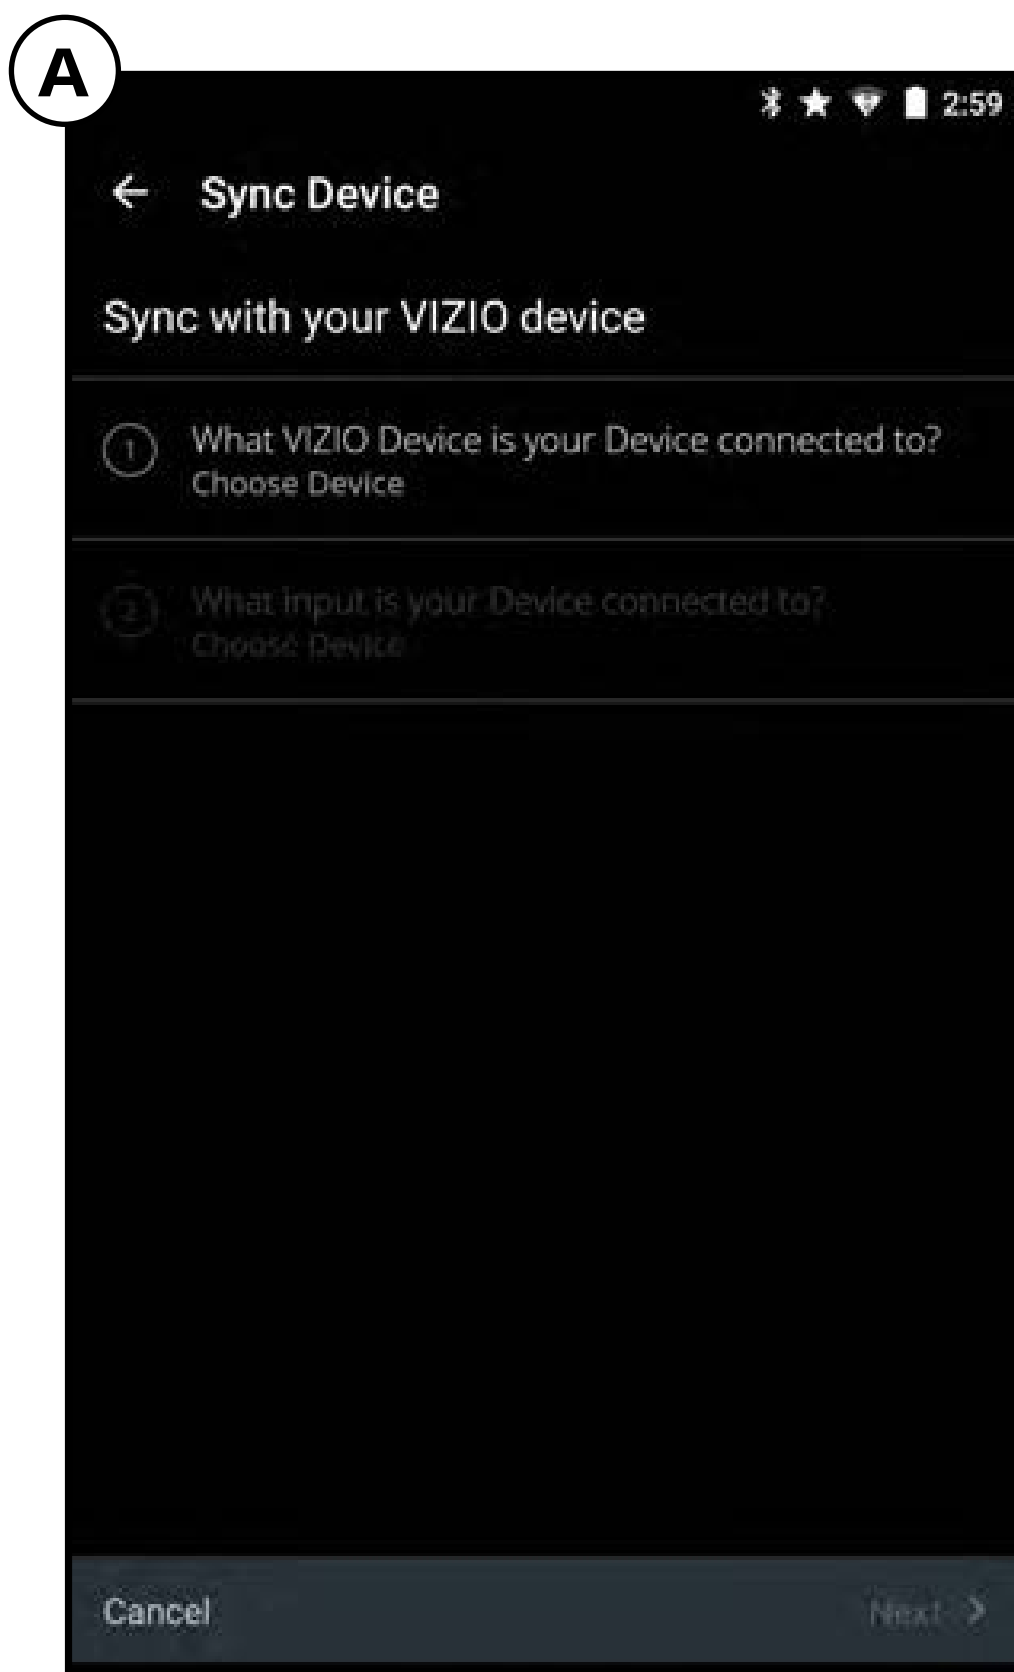 A
2:59
Sync Device
Sync with your VIZIO device
1
What VIZIO Device is your Device connected to?
Choose Device
2
What input is your Device connected to?
Choose Device
Cancel
Next